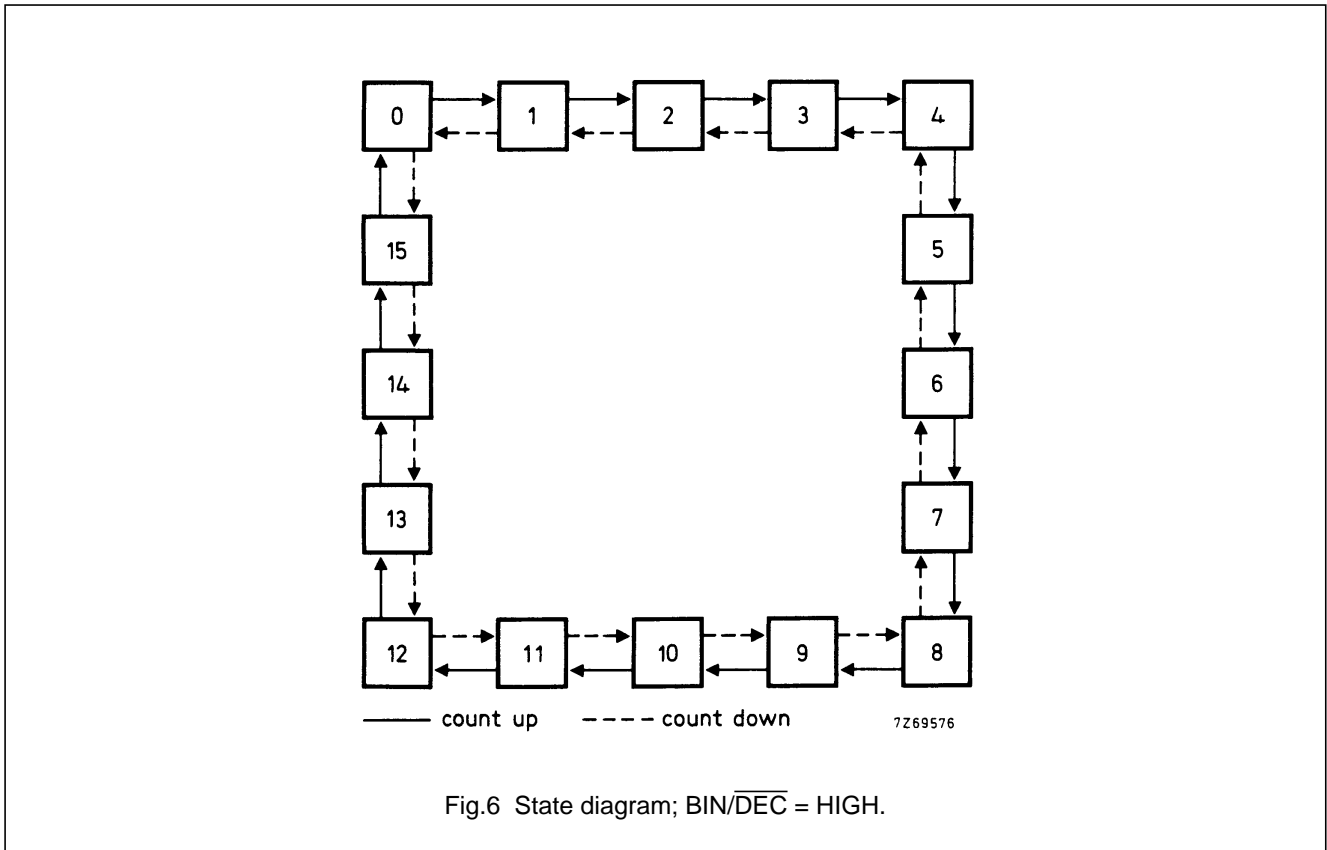 0 1 2 3 4
15 5
14 6
13 7
12 11 10 9 8
count up count down 7Z69576
Fig.6 State diagram; BIN/D̅E̅C̅ = HIGH.